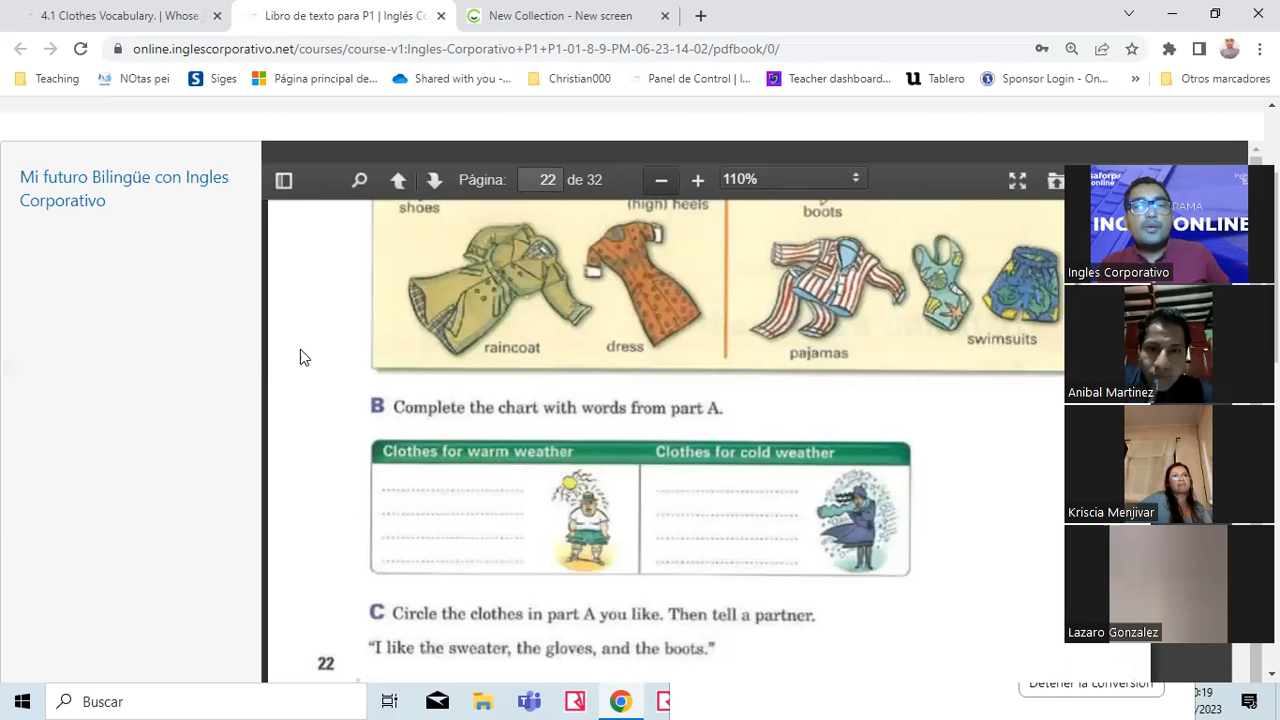 4.1 Clothes | Vocabulary | Whose
Libro de texto para P1 | Inglés Co
New Collection - New screen
online.inglescorporativo.net/courses/course-v1:Ingles-Corporativo+P1+P1-01-8-9-PM-06-23-14-02/pdfbook/0/
Teaching
NOtas pei
Siges
Página principal de...
Shared with you -...
Christian000
Panel de Control | I...
Teacher dashboard...
Tablero
Sponsor Login - On...
Otros marcadores
Mi futuro Bilingüe con Ingles
Corporativo
Página: 22 de 32
110%
shoes
(high) heels
boots
raincoat
dress
pajamas
swimsuits
B Complete the chart with words from part A.
Clothes for warm weather
Clothes for cold weather
C Circle the clothes in part A you like. Then tell a partner.
"I like the sweater, the gloves, and the boots."
22
Ingles Corporativo
Anibal Martinez
Kriscia Menjivar
Lazaro Gonzalez
Detener la conversión
Buscar
0:19
/2023